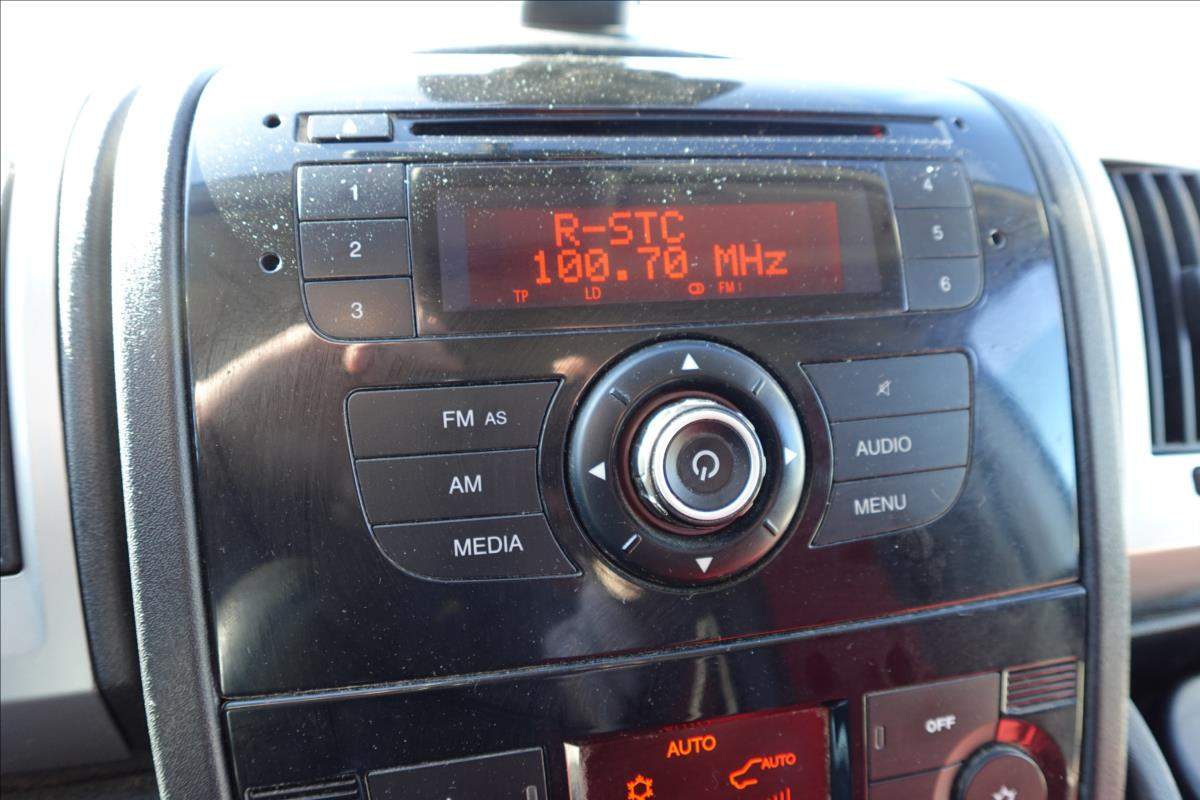 1
2
3
R-STC
100.70 MHz
TP LD FM
4
5
6
FM AS
AM
MEDIA
AUDIO
MENU
AUTO
AUTO
OFF